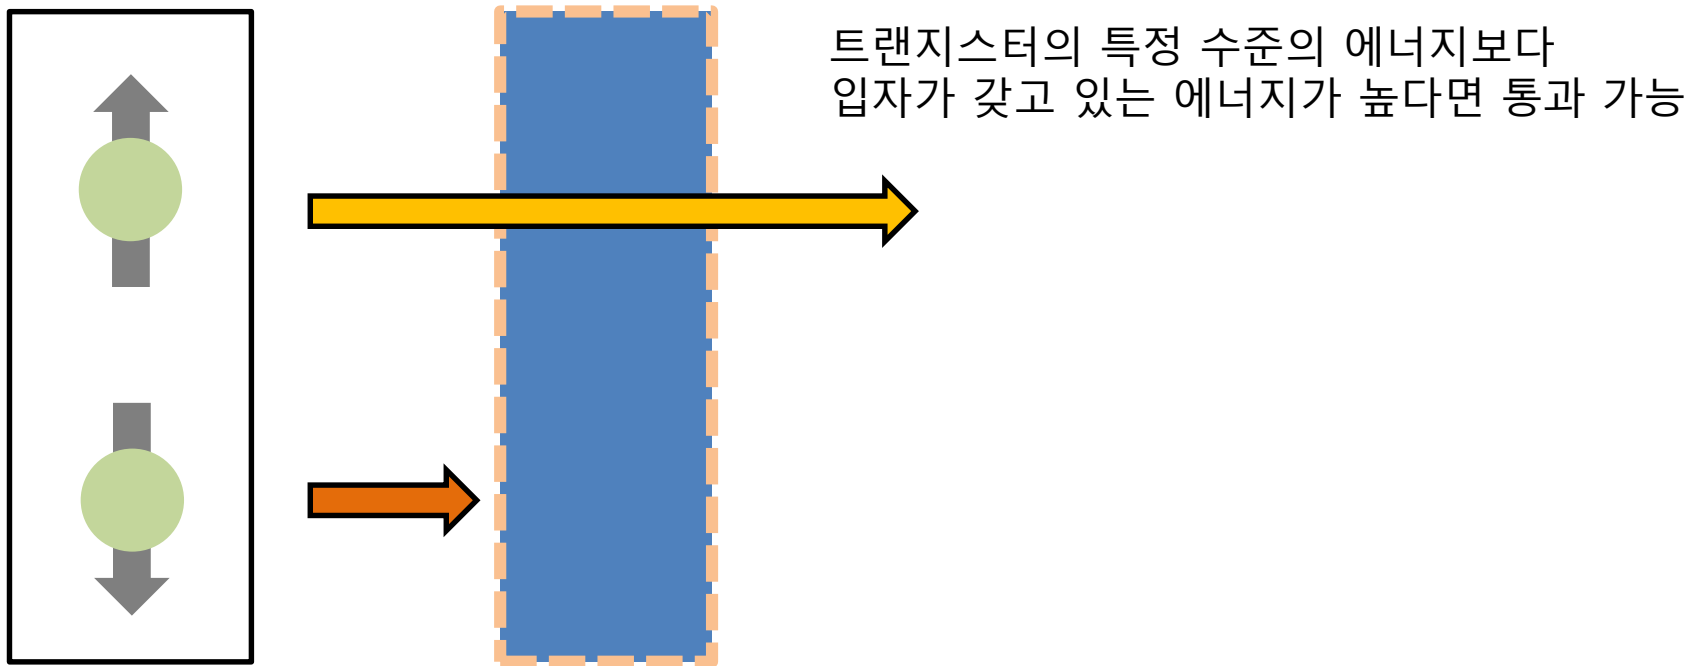 트랜지스터의 특정 수준의 에너지보다
입자가 갖고 있는 에너지가 높다면 통과 가능